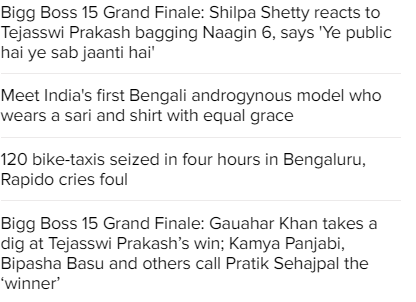 Bigg Boss 15 Grand Finale: Shilpa Shetty reacts to
Tejasswi Prakash bagging Naagin 6, says 'Ye public
hai ye sab jaanti hai'
Meet India's first Bengali androgynous model who
wears a sari and shirt with equal grace
120 bike-taxis seized in four hours in Bengaluru,
Rapido cries foul
Bigg Boss 15 Grand Finale: Gauahar Khan takes a
dig at Tejasswi Prakash’s win; Kamya Panjabi,
Bipasha Basu and others call Pratik Sehajpal the
‘winner’